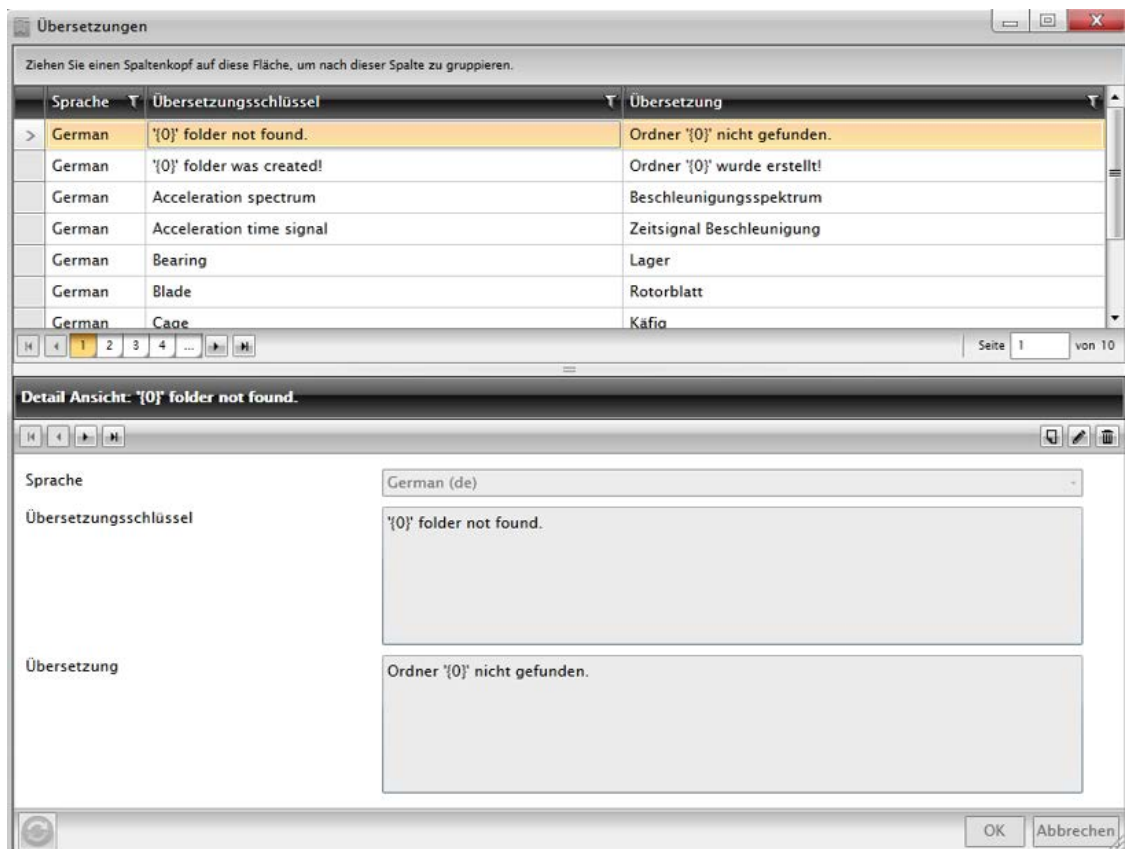 Übersetzungen
Ziehen Sie einen Spaltenkopf auf diese Fläche, um nach dieser Spalte zu gruppieren.
Sprache Übersetzungsschlüssel Übersetzung
German '{0}' folder not found. Ordner '{0}' nicht gefunden.
German '{0}' folder was created! Ordner '{0}' wurde erstellt!
German Acceleration spectrum Beschleunigungsspektrum
German Acceleration time signal Zeitsignal Beschleunigung
German Bearing Lager
German Blade Rotorblatt
German Cage Käfig
1 2 3 4 ... Seite 1 von 10
Detail Ansicht: '{0}' folder not found.
Sprache German (de)
Übersetzungsschlüssel '{0}' folder not found.
Übersetzung Ordner '{0}' nicht gefunden.
OK Abbrechen